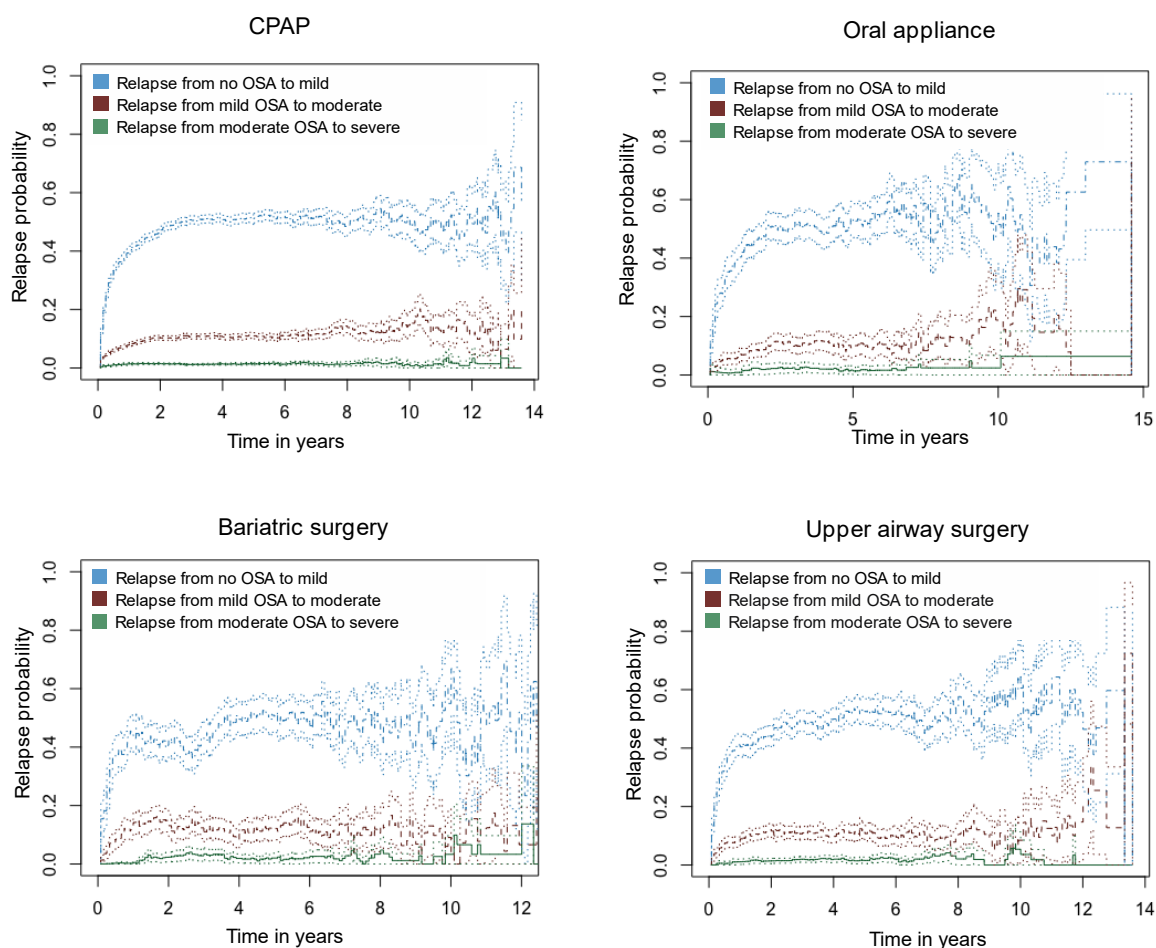 CPAP
Relapse from no OSA to mild
Relapse from mild OSA to moderate
Relapse from moderate OSA to severe
Relapse probability
1.0
0.8
0.6
0.4
0.2
0.0
0 2 4 6 8 10 12 14
Time in years
Oral appliance
Relapse from no OSA to mild
Relapse from mild OSA to moderate
Relapse from moderate OSA to severe
Relapse probability
1.0
0.8
0.6
0.4
0.2
0.0
0 5 10 15
Time in years
Bariatric surgery
Relapse from no OSA to mild
Relapse from mild OSA to moderate
Relapse from moderate OSA to severe
Relapse probability
1.0
0.8
0.6
0.4
0.2
0.0
0 2 4 6 8 10 12
Time in years
Upper airway surgery
Relapse from no OSA to mild
Relapse from mild OSA to moderate
Relapse from moderate OSA to severe
Relapse probability
1.0
0.8
0.6
0.4
0.2
0.0
0 2 4 6 8 10 12 14
Time in years